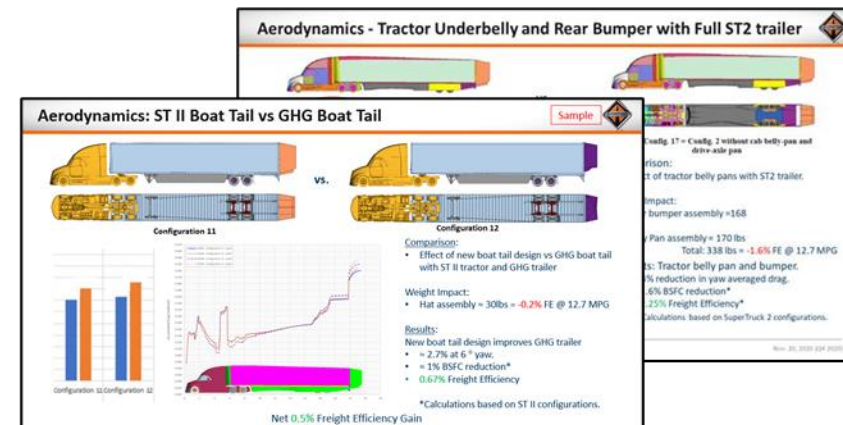 Aerodynamics - Tractor Underbelly and Rear Bumper with Full ST2 trailer
Config. 17 = Config. 2 without cab belly-pan and
drive-axle pan
rison:
ct of tractor belly pans with ST2 trailer.
Impact:
bumper assembly =168
Pan assembly = 170 lbs
Total: 338 lbs = -1.6% FE @ 12.7 MPG
ts: Tractor belly pan and bumper.
% reduction in yaw averaged drag.
.6% BSFC reduction*
.25% Freight Efficiency*
Calculations based on SuperTruck 2 configurations.
Aerodynamics: ST II Boat Tail vs GHG Boat Tail
Sample
vs.
Configuration 11
Configuration 12
Comparison:
• Effect of new boat tail design vs GHG boat tail
with ST II tractor and GHG trailer
Weight Impact:
• Hat assembly = 30lbs = -0.2% FE @ 12.7 MPG
Results:
New boat tail design improves GHG trailer
• ≈ 2.7% at 6 ° yaw.
• ≈ 1% BSFC reduction*
• 0.67% Freight Efficiency
*Calculations based on ST II configurations.
Configuration 11 Configuration 12
Net 0.5% Freight Efficiency Gain